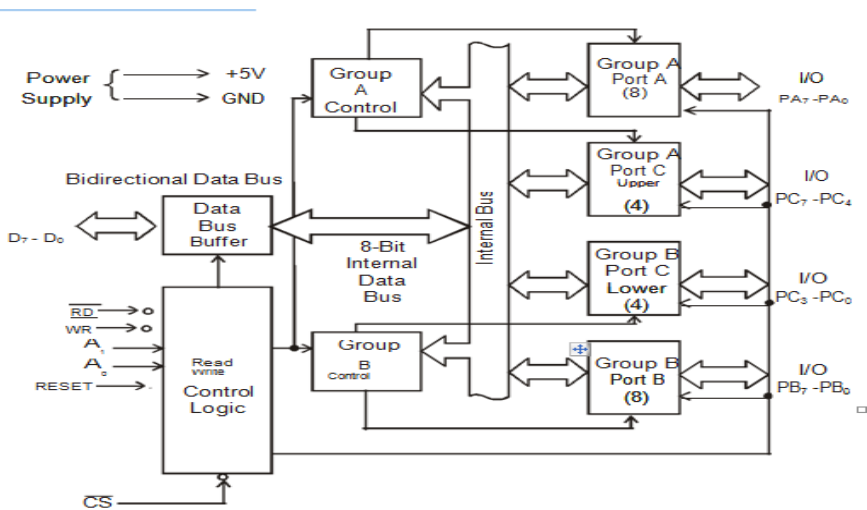 Power
Supply
+5V
GND
Group
A
Control
Group A
Port A
(8)
I/O
PA7 -PA0
Group A
Port C
Upper
(4)
I/O
PC7 -PC4
Bidirectional Data Bus
D7 - D0
Data
Bus
Buffer
8-Bit
Internal
Data
Bus
Internal Bus
Group B
Port C
Lower
(4)
I/O
PC3 -PC0
RD
WR
A1
A0
RESET
Read
Write
Control
Logic
Group
B
Control
Group B
Port B
(8)
I/O
PB7 -PB0
CS